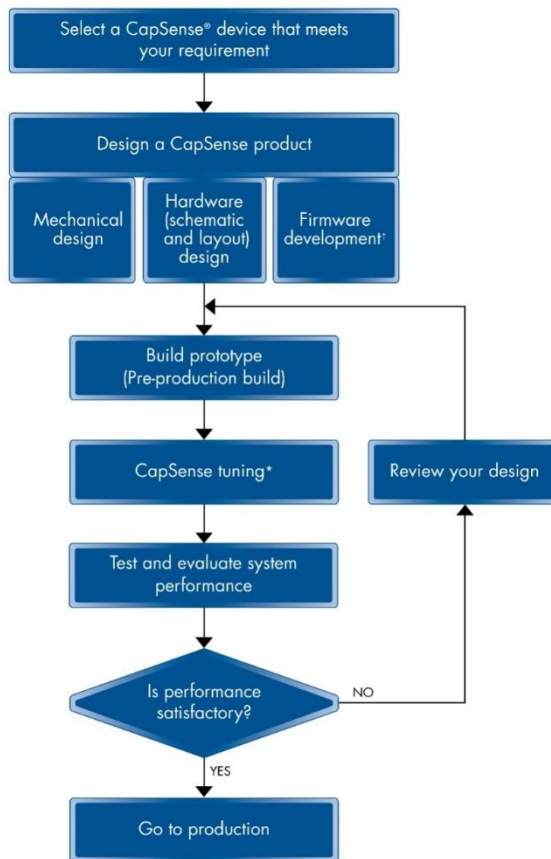 Select a CapSense® device that meets
your requirement
Design a CapSense product
Mechanical
design
Hardware
(schematic
and layout)
design
Firmware
development†
Build prototype
(Pre-production build)
CapSense tuning*
Review your design
Test and evaluate system
performance
Is performance
satisfactory?
NO
YES
Go to production